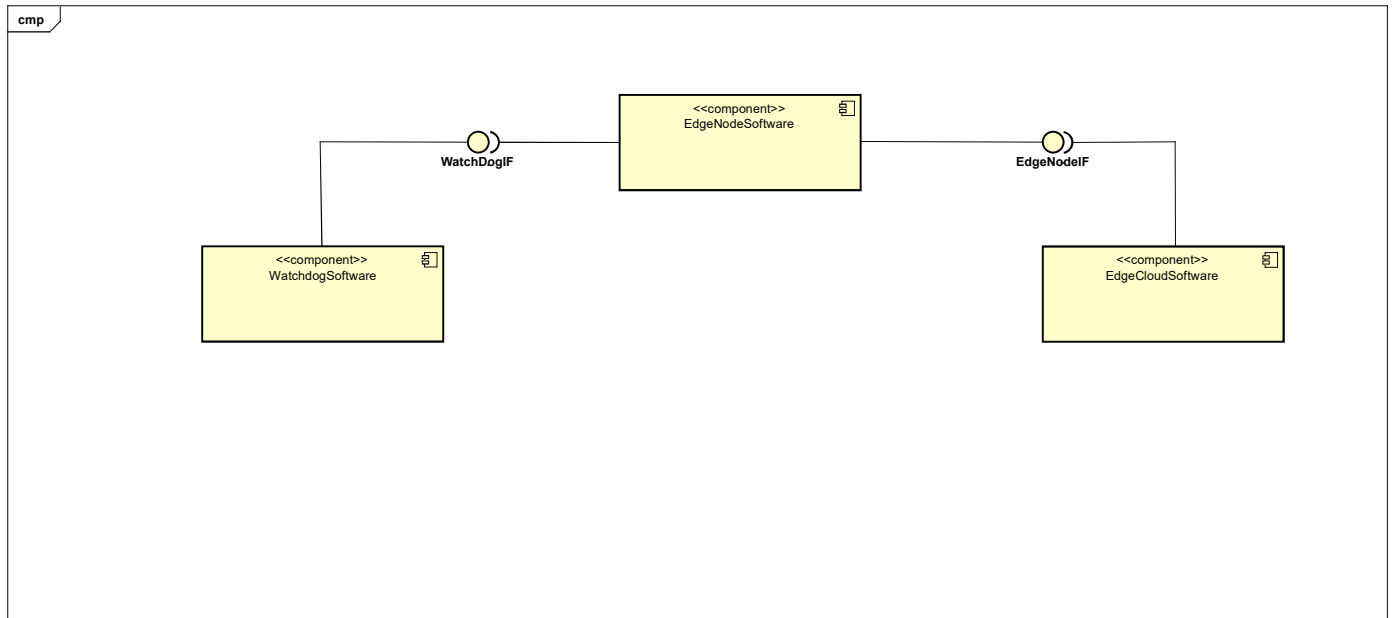 cmp
<<component>>
EdgeNodeSoftware
WatchDogIF
EdgeNodeIF
<<component>>
WatchdogSoftware
<<component>>
EdgeCloudSoftware